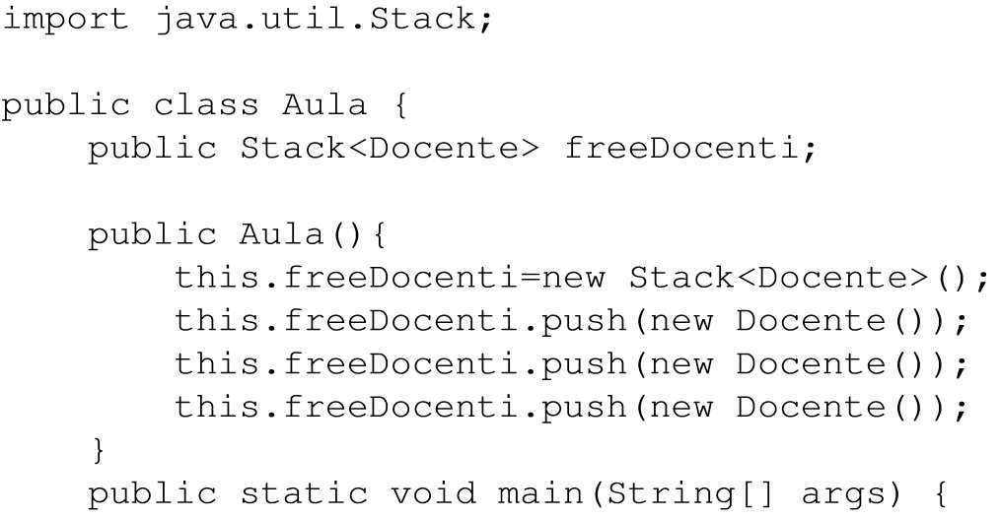 import java.util.Stack;
public class Aula {
public Stack<Docente> freeDocenti;
public Aula(){
this.freeDocenti=new Stack<Docente>();
this.freeDocenti.push(new Docente());
this.freeDocenti.push(new Docente());
this.freeDocenti.push(new Docente());
}
public static void main(String[] args) {